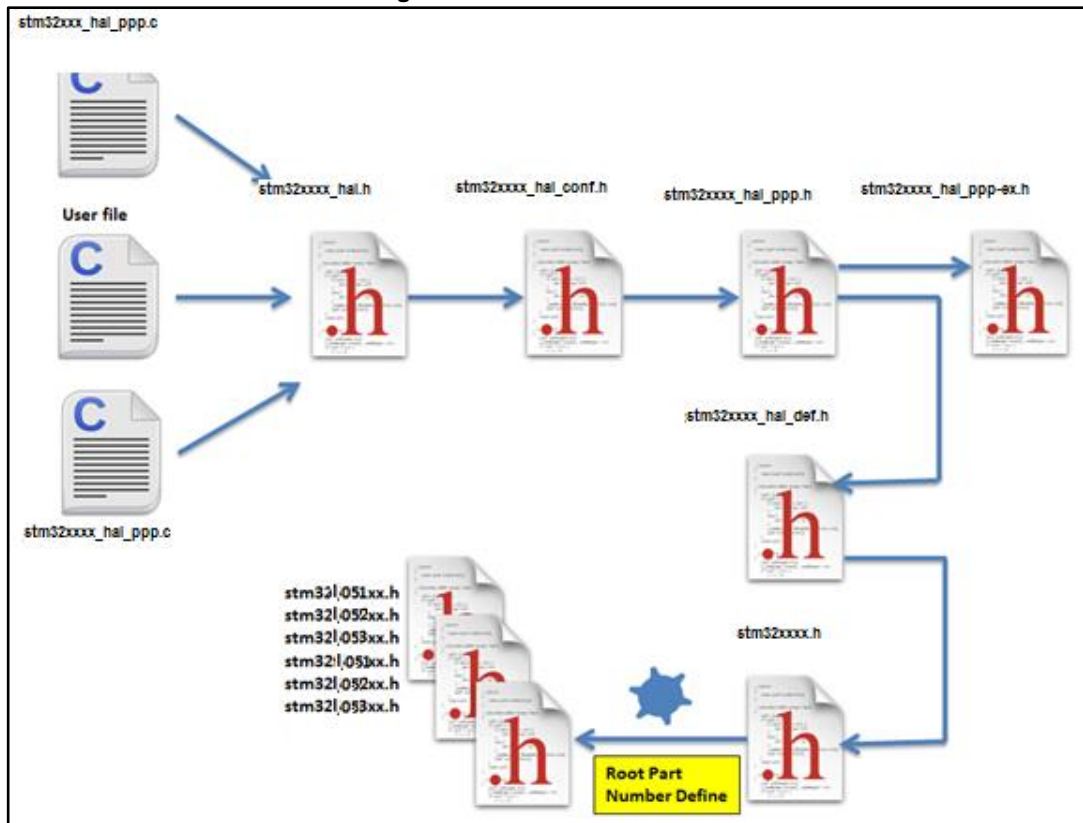 stm32xxx_hal_ppp.c
C
User file
stm32xxxx_hal.h
stm32xxxx_hal_conf.h
stm32xxxx_hal_ppp.h
stm32xxxx_hal_ppp-ex.h
C
.h
.h
.h
.h
C
stm32xxxx_hal_ppp.c
stm32xxxx_hal_def.h
.h
stm32l051xx.h
stm32l052xx.h
stm32l053xx.h
stm32l051xx.h
stm32l052xx.h
stm32l053xx.h
.h
.h
.h
stm32xxxx.h
.h
Root Part
Number Define